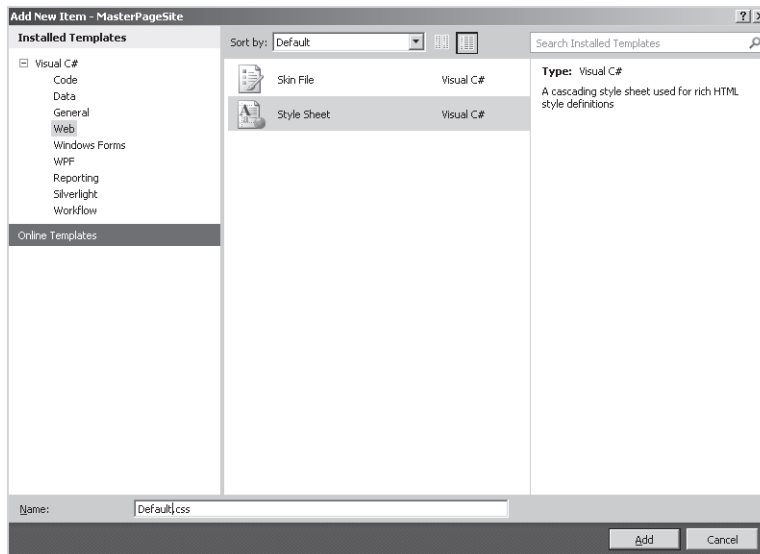 Add New Item - MasterPageSite
Installed Templates
Visual C#
Code
Data
General
Web
Windows Forms
WPF
Reporting
Silverlight
Workflow
Online Templates
Sort by: Default
Skin File Visual C#
Style Sheet Visual C#
Search Installed Templates
Type: Visual C#
A cascading style sheet used for rich HTML
style definitions
Name: Default.css
Add Cancel